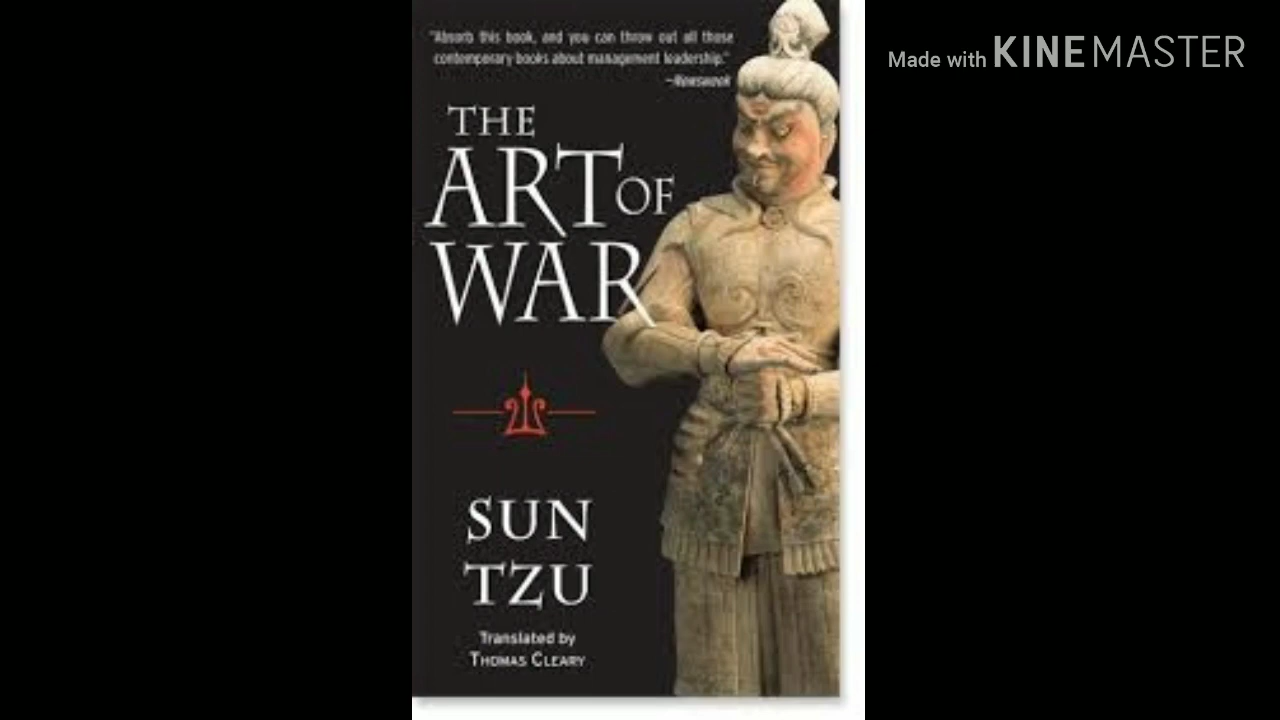 "Absorb this book, and you can throw out all those
contemporary books about management leadership."
—Newsweek
THE
ART OF
WAR
SUN
TZU
Translated by
THOMAS CLEARY
Made with KINEMASTER